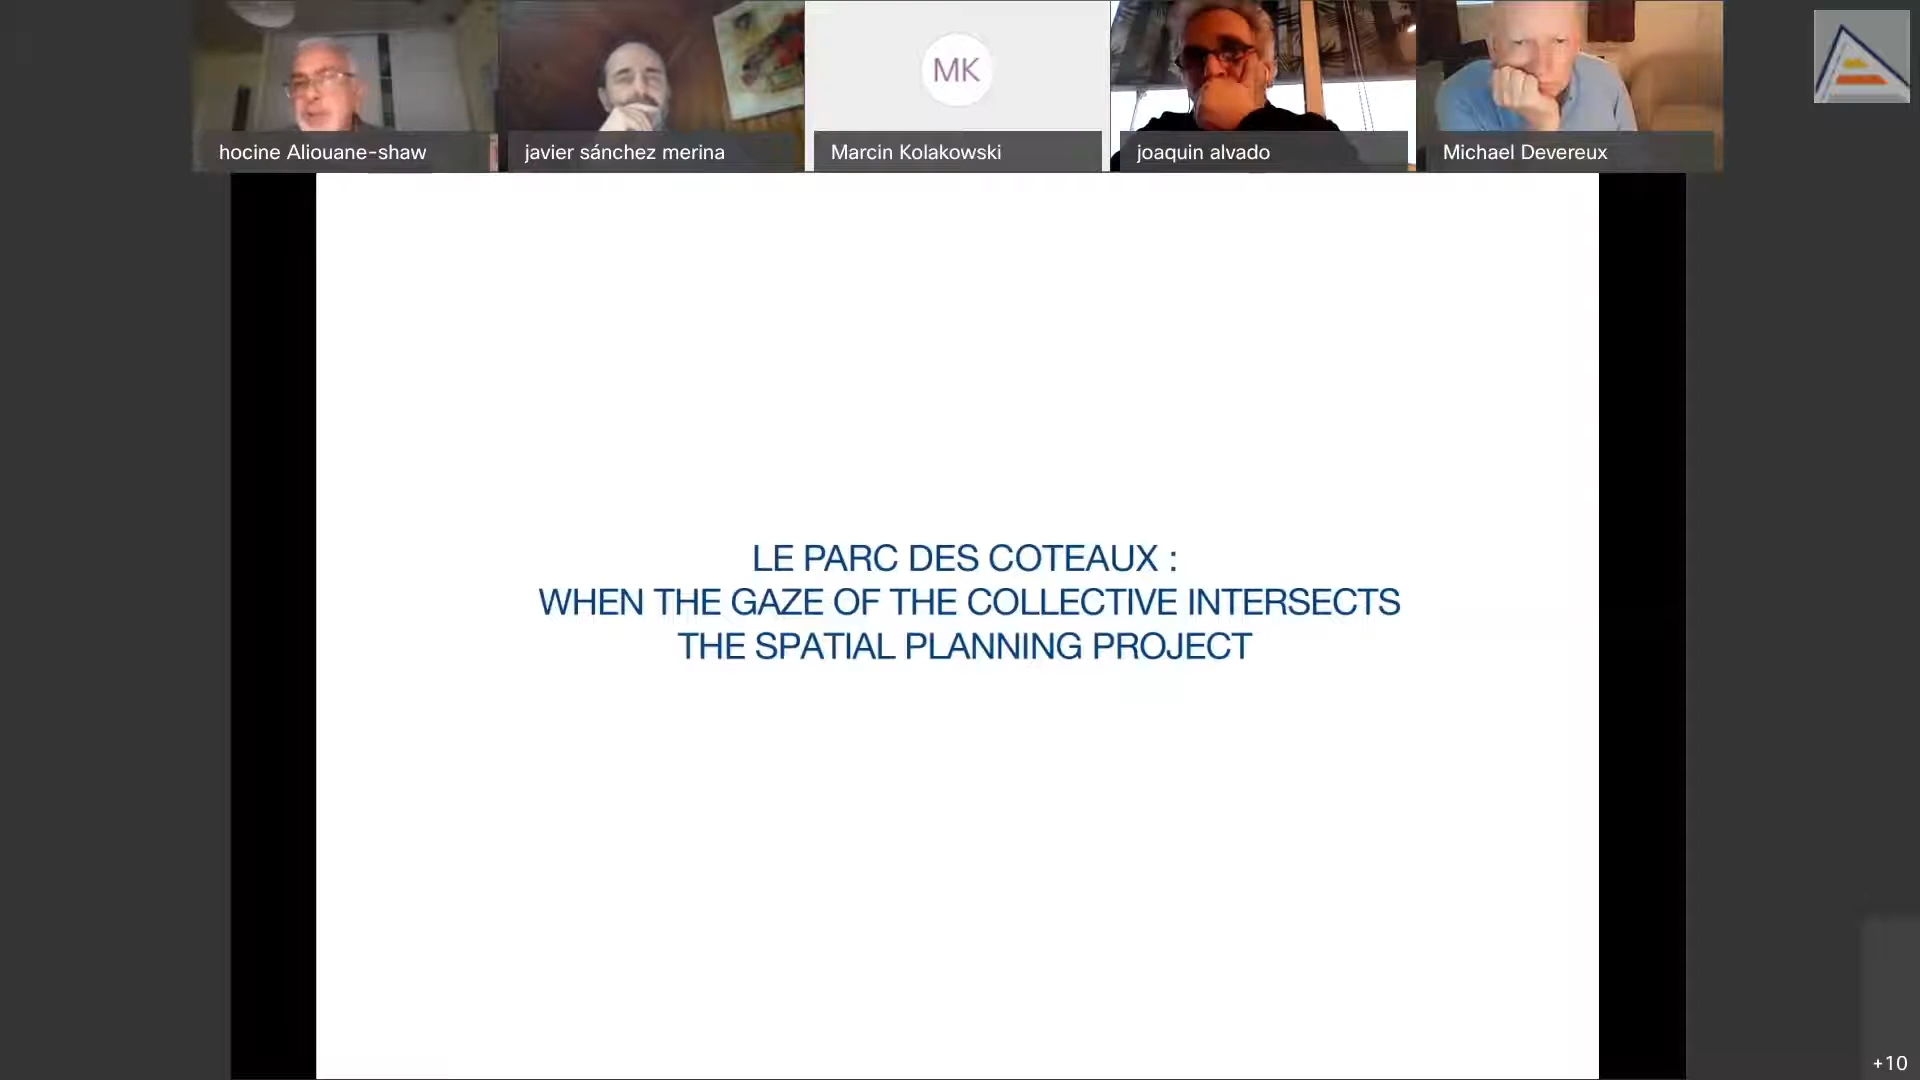 hocine Aliouane-shaw
javier sánchez merina
MK
Marcin Kolakowski
joaquin alvado
Michael Devereux
LE PARC DES COTEAUX :
WHEN THE GAZE OF THE COLLECTIVE INTERSECTS
THE SPATIAL PLANNING PROJECT
+10